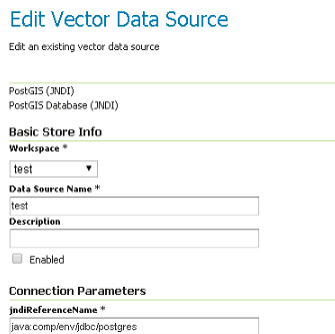 Edit Vector Data Source
Edit an existing vector data source
PostGIS (JNDI)
PostGIS Database (JNDI)
Basic Store Info
Workspace *
test
Data Source Name *
test
Description
Enabled
Connection Parameters
jndiReferenceName *
java:comp/env/jdbc/postgres